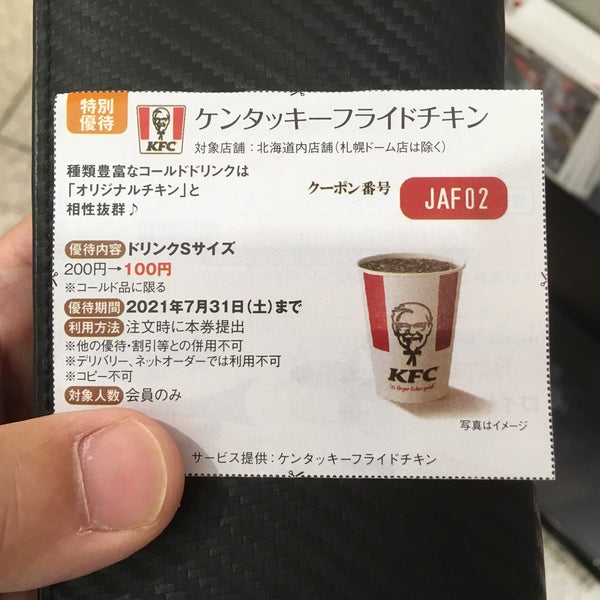 特別
優待
KFC
ケンタッキーフライドチキン
対象店舗：北海道内店舗（札幌ドーム店は除く）
種類豊富なコールドドリンクは
「オリジナルチキン」と
相性抜群♪
クーポン番号 JAF02
優待内容 ドリンクSサイズ
200円→100円
※コールド品に限る
優待期間 2021年7月31日（土）まで
利用方法 注文時に本券提出
※他の優待・割引等との併用不可
※デリバリー、ネットオーダーでは利用不可
※コピー不可
対象人数 会員のみ
KFC
it's finger lickin' good
写真はイメージ
サービス提供：ケンタッキーフライドチキン